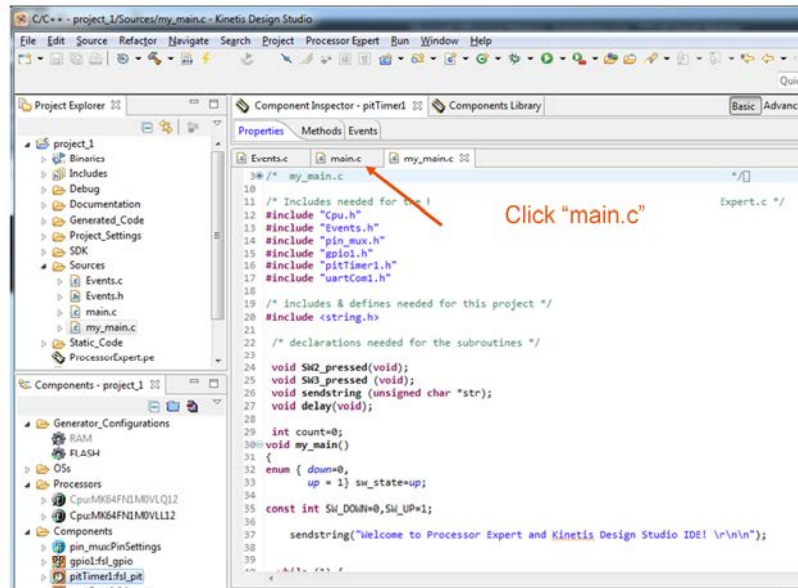 C/C++ - project_1/Sources/my_main.c - Kinetis Design Studio
File Edit Source Refactor Navigate Search Project Processor Expert Run Window Help
Project Explorer
project_1
Binaries
Includes
Debug
Documentation
Generated_Code
Project_Settings
SDK
Sources
Events.c
Events.h
main.c
my_main.c
Static_Code
ProcessorExpert.pe
Components - project_1
Generator_Configurations
RAM
FLASH
OSs
Processors
Cpu:MK64FN1M0VLQ12
Cpu:MK64FN1M0VLL12
Components
pin_mux:PinSettings
gpio1:fsl_gpio
pitTimer1:fsl_pit
Component Inspector - pitTimer1 Components Library Basic
Properties Methods Events
Events.c main.c my_main.c
3 /* my_main.c */
10
11 /* Includes needed for the Expert.c */
12 #include "Cpu.h"
13 #include "Events.h"
14 #include "pin_mux.h"
15 #include "gpio1.h"
16 #include "pitTimer1.h"
17 #include "uartCom1.h"
18
19 /* includes & defines needed for this project */
20 #include <string.h>
21
22 /* declarations needed for the subroutines */
23
24 void SW2_pressed(void);
25 void SW3_pressed (void);
26 void sendstring (unsigned char *str);
27 void delay(void);
28
29 int count=0;
30 void my_main()
31 {
32 enum { down=0,
33 up = 1} sw_state=up;
34
35 const int SW_DOWN=0,SW_UP=1;
36
37 sendstring("Welcome to Processor Expert and Kinetis Design Studio IDE! \r\n\n");
38
39
Click "main.c"